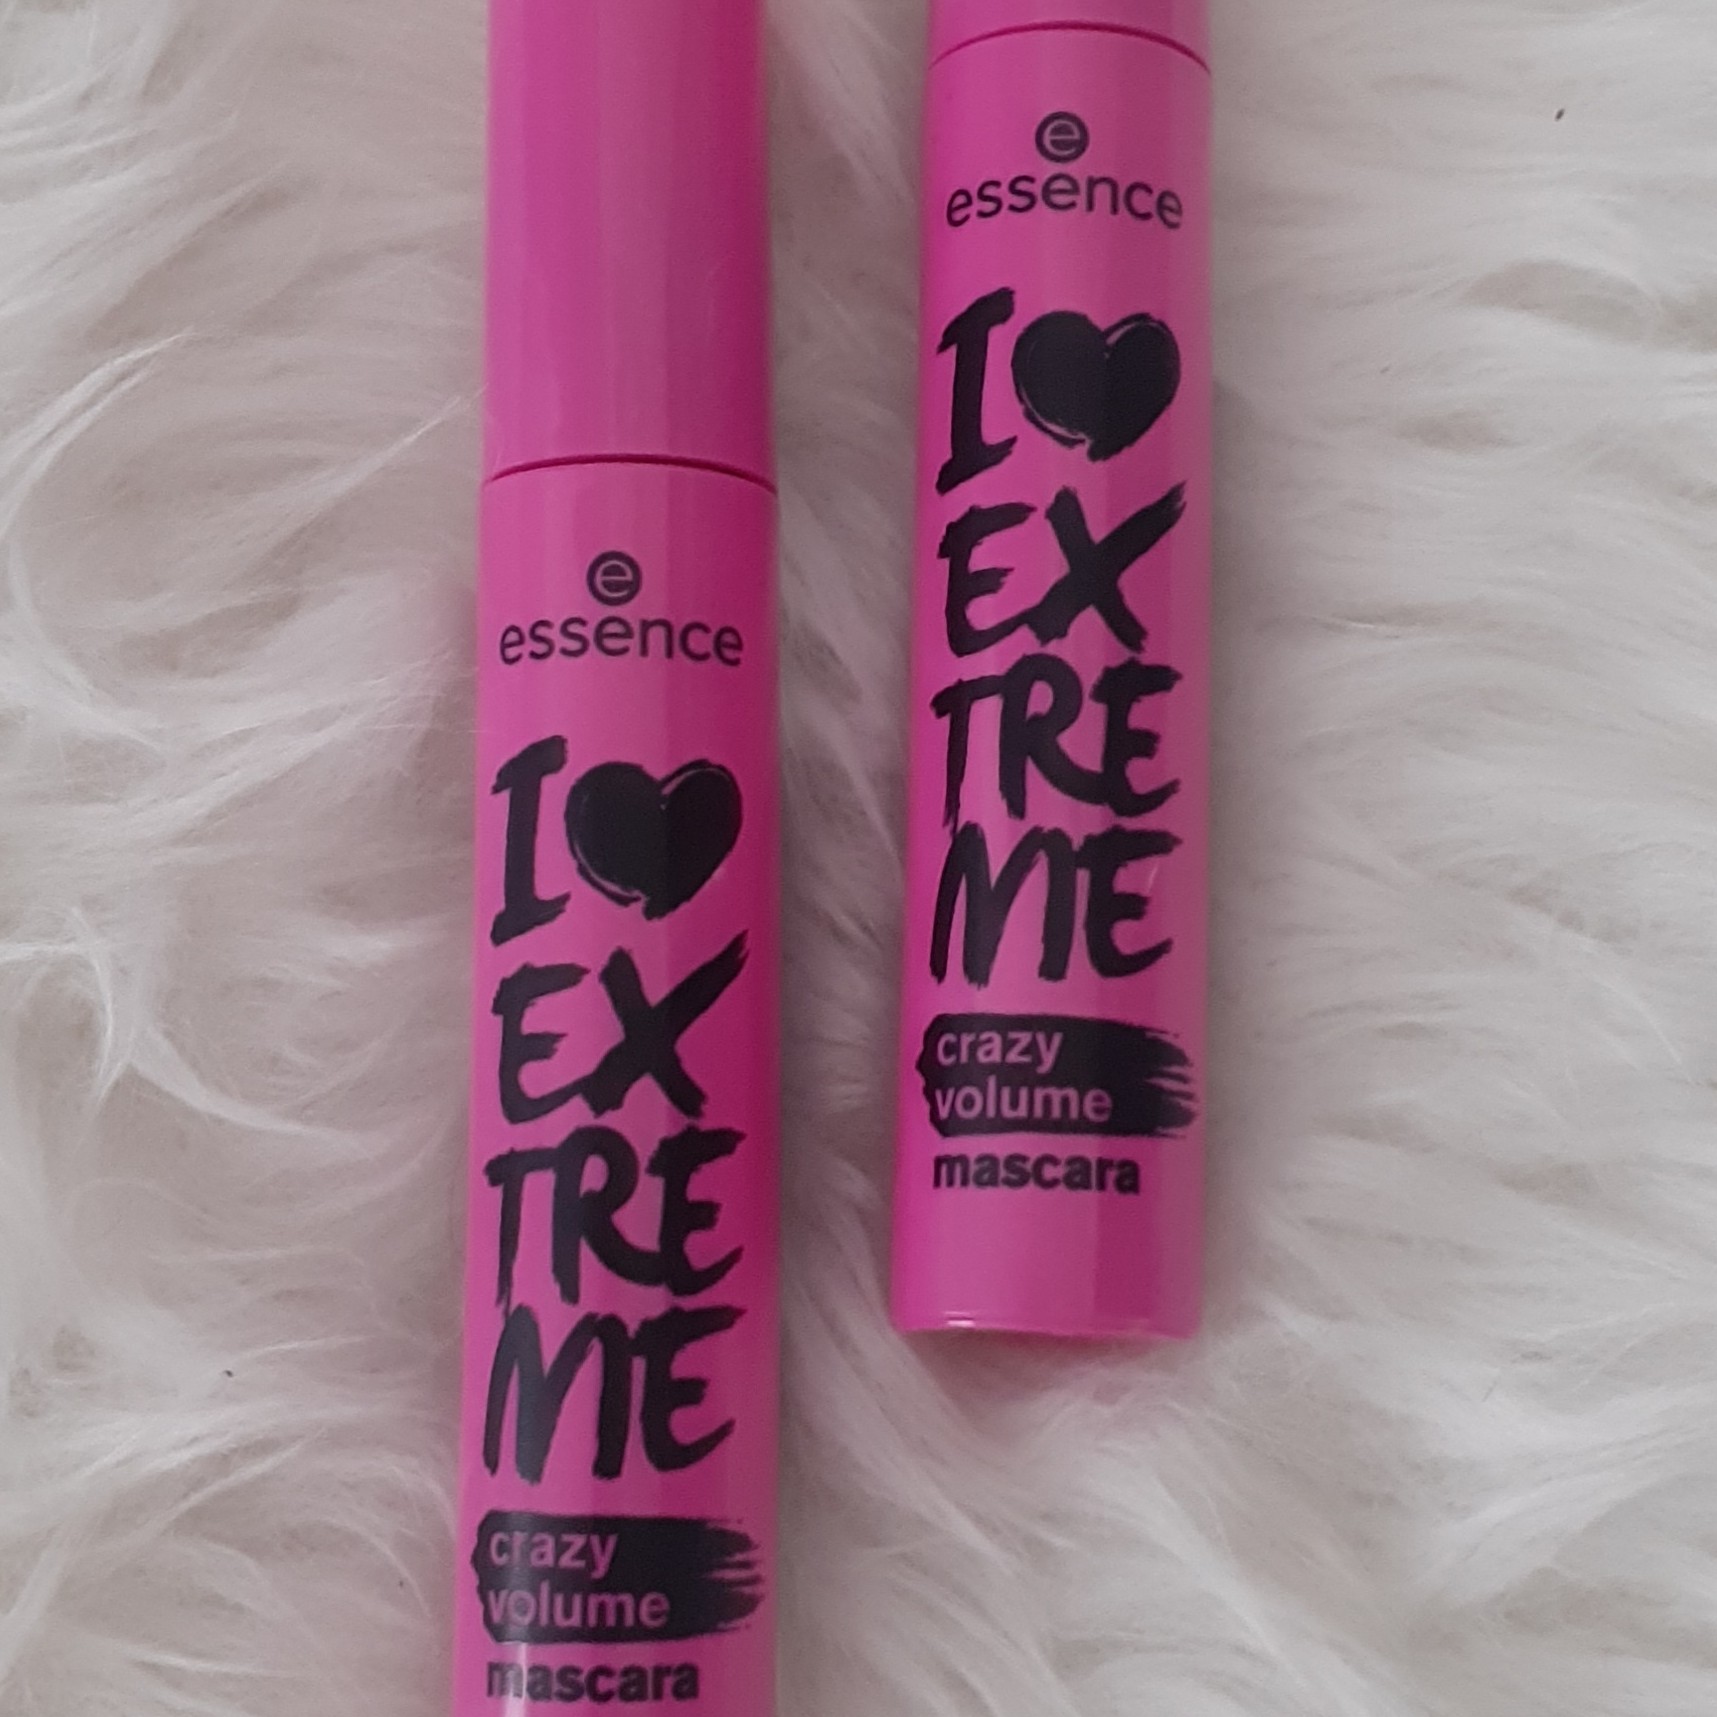 e
essence
I ♥
EX
TRE
ME
crazy
volume
mascara
e
essence
I ♥
EX
TRE
ME
crazy
volume
mascara